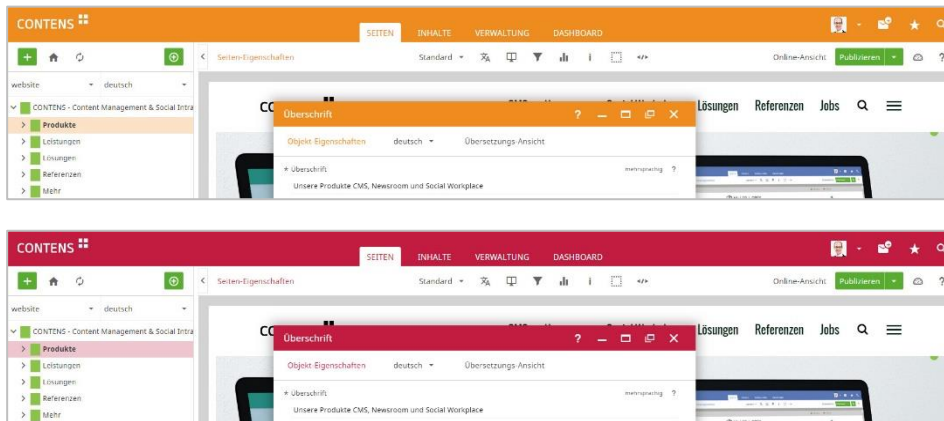 CONTENS
SEITEN INHALTE VERWALTUNG DASHBOARD
Seiten-Eigenschaften Standard Online-Ansicht Publizieren ?
website deutsch
CONTENS - Content Management & Social Intra
Produkte
Leistungen
Lösungen
Referenzen
Mehr
Lösungen Referenzen Jobs
Überschrift ?
Objekt-Eigenschaften deutsch Übersetzungs-Ansicht
* Überschrift mehrsprachig ?
Unsere Produkte CMS, Newsroom und Social Workplace
CONTENS
SEITEN INHALTE VERWALTUNG DASHBOARD
Seiten-Eigenschaften Standard Online-Ansicht Publizieren ?
website deutsch
CONTENS - Content Management & Social Intra
Produkte
Leistungen
Lösungen
Referenzen
Mehr
Lösungen Referenzen Jobs
Überschrift ?
Objekt-Eigenschaften deutsch Übersetzungs-Ansicht
* Überschrift mehrsprachig ?
Unsere Produkte CMS, Newsroom und Social Workplace